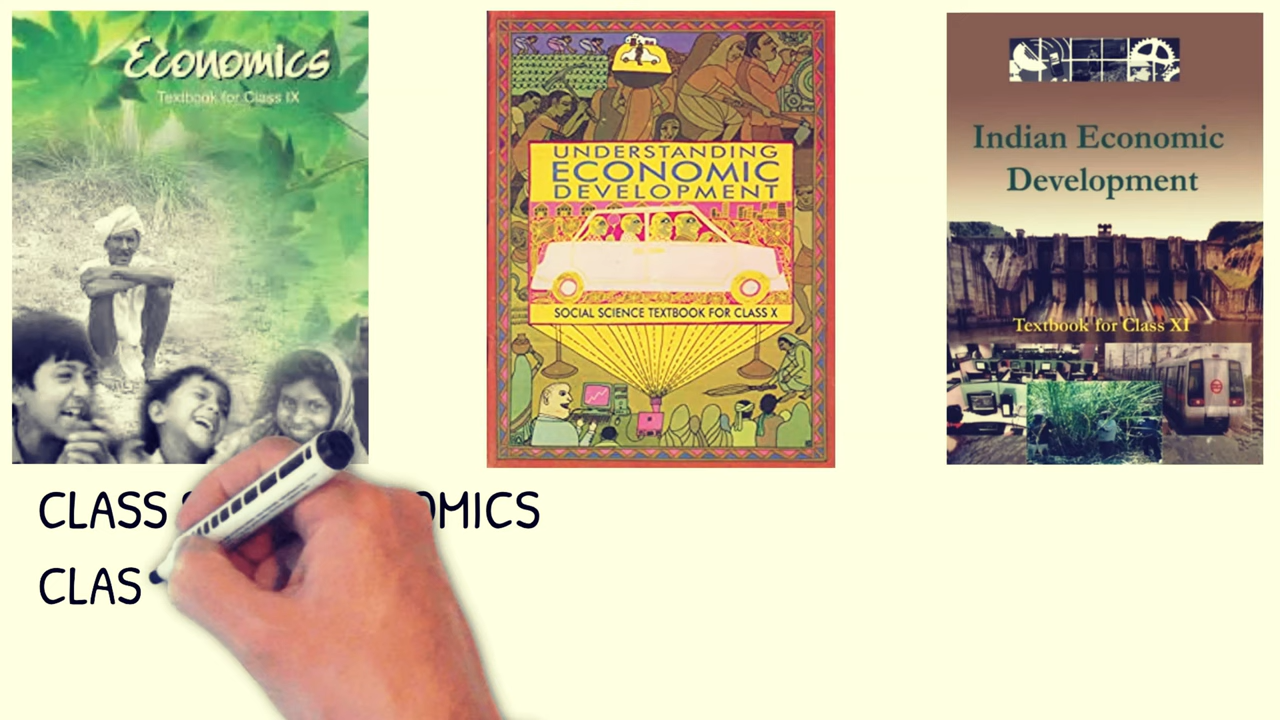 Economics
Textbook for Class IX
UNDERSTANDING
ECONOMIC
DEVELOPMENT
SOCIAL SCIENCE TEXTBOOK FOR CLASS X
Indian Economic
Development
Textbook for Class XI
CLASS
CLAS